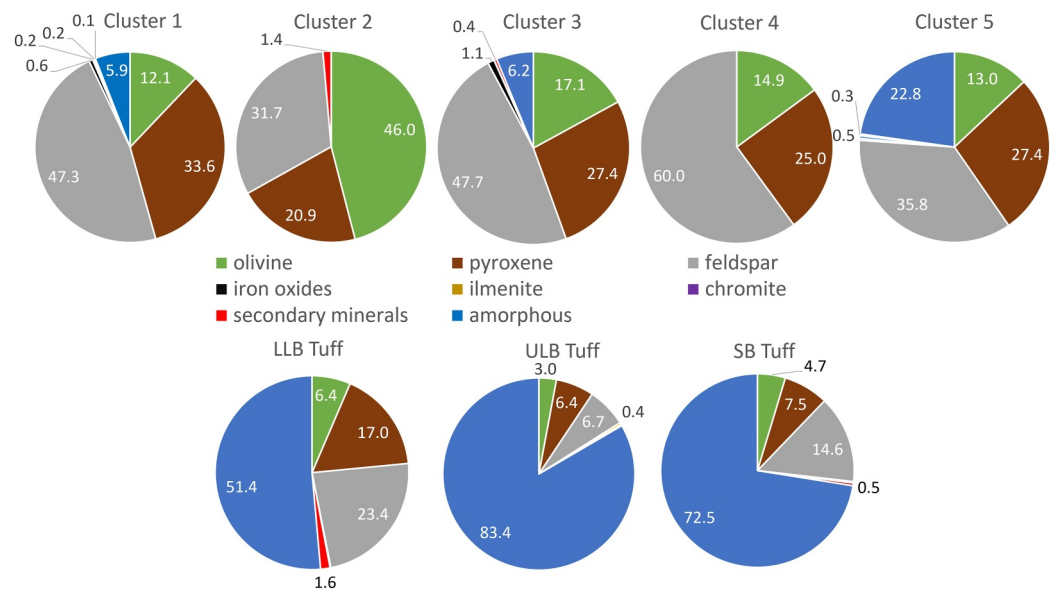 Cluster 1
0.1
0.2
0.2
0.6
5.9
12.1
33.6
47.3
Cluster 2
1.4
31.7
46.0
20.9
Cluster 3
0.4
1.1
6.2
17.1
27.4
47.7
Cluster 4
14.9
25.0
60.0
Cluster 5
22.8
13.0
0.3
0.5
27.4
35.8
olivine
pyroxene
feldspar
iron oxides
ilmenite
chromite
secondary minerals
amorphous
LLB Tuff
6.4
17.0
51.4
23.4
1.6
ULB Tuff
3.0
6.4
6.7
0.4
83.4
SB Tuff
4.7
7.5
14.6
0.5
72.5